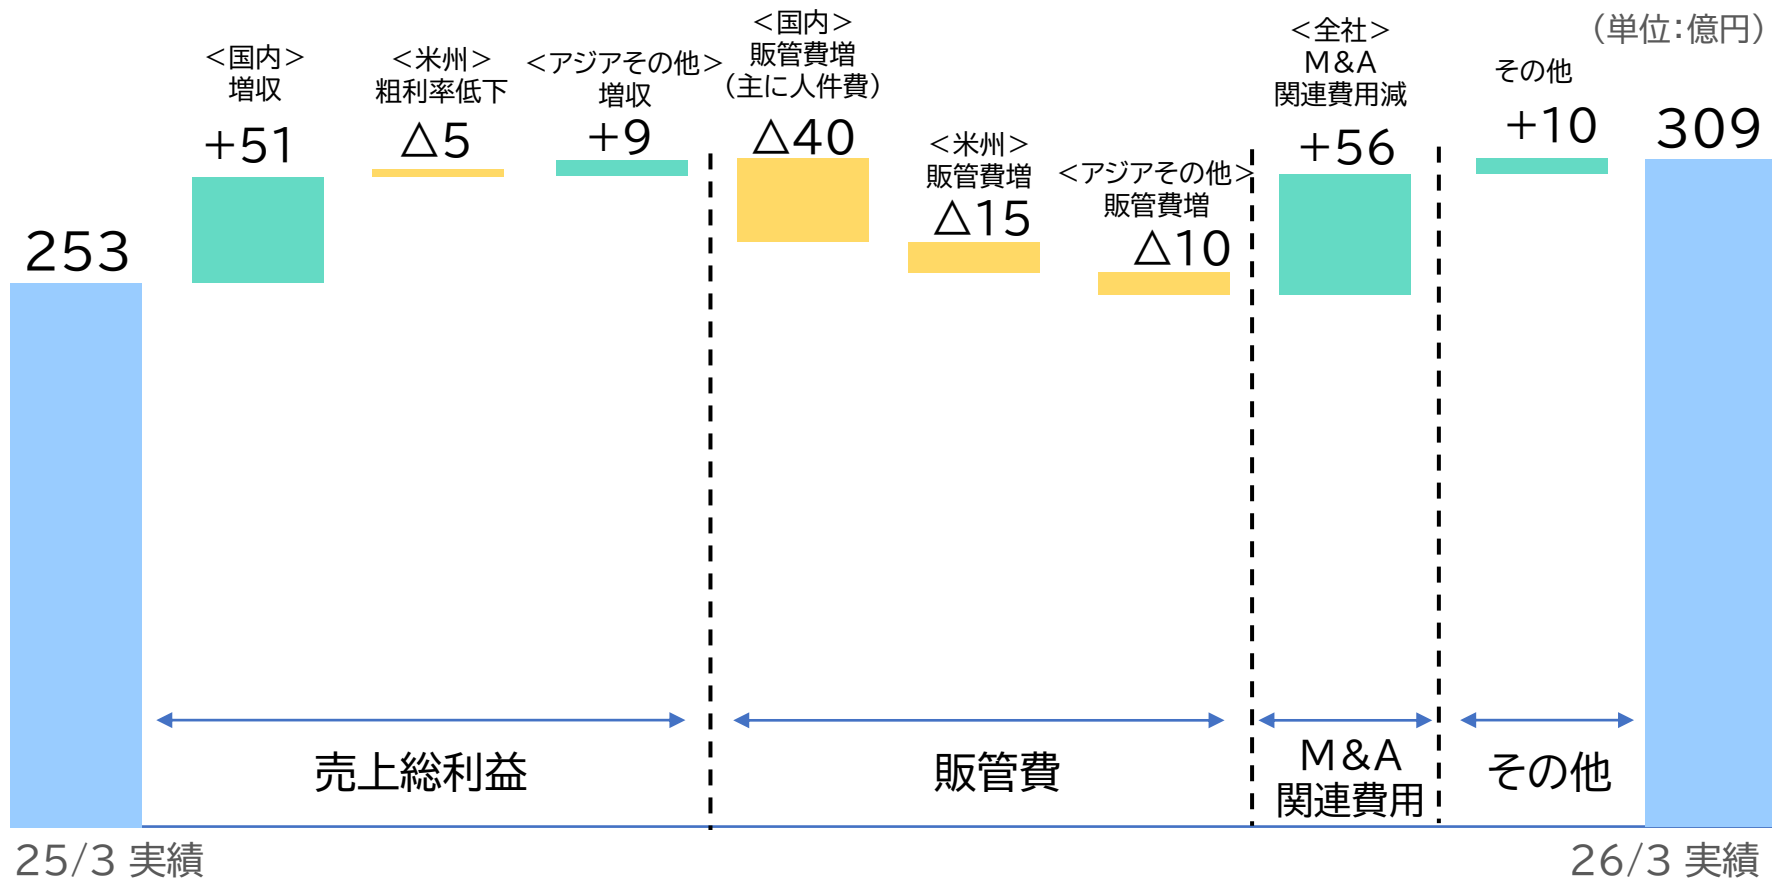 (単位:億円)
253
<国内>
増収
+51
<米州>
粗利率低下
△5
<アジアその他>
増収
+9
<国内>
販管費増
(主に人件費)
△40
<米州>
販管費増
△15
<アジアその他>
販管費増
△10
<全社>
M&A
関連費用減
+56
その他
+10
309
売上総利益
販管費
M&A
関連費用
その他
25/3 実績
26/3 実績